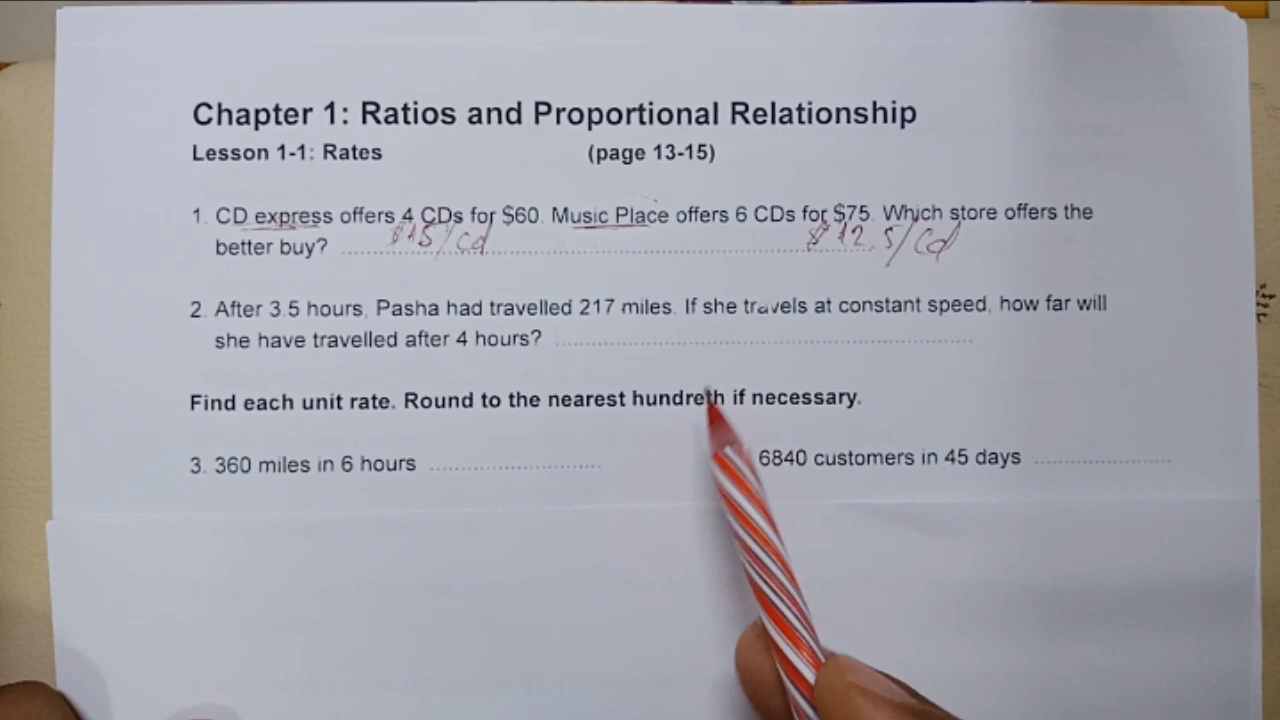 Chapter 1: Ratios and Proportional Relationship
Lesson 1-1: Rates (page 13-15)
1. CD express offers 4 CDs for $60. Music Place offers 6 CDs for $75. Which store offers the
better buy? ........................
$15/cd $12.5/cd
2. After 3.5 hours, Pasha had travelled 217 miles. If she travels at constant speed, how far will
she have travelled after 4 hours? ........................
Find each unit rate. Round to the nearest hundreth if necessary.
3. 360 miles in 6 hours ........................ 6840 customers in 45 days ........................